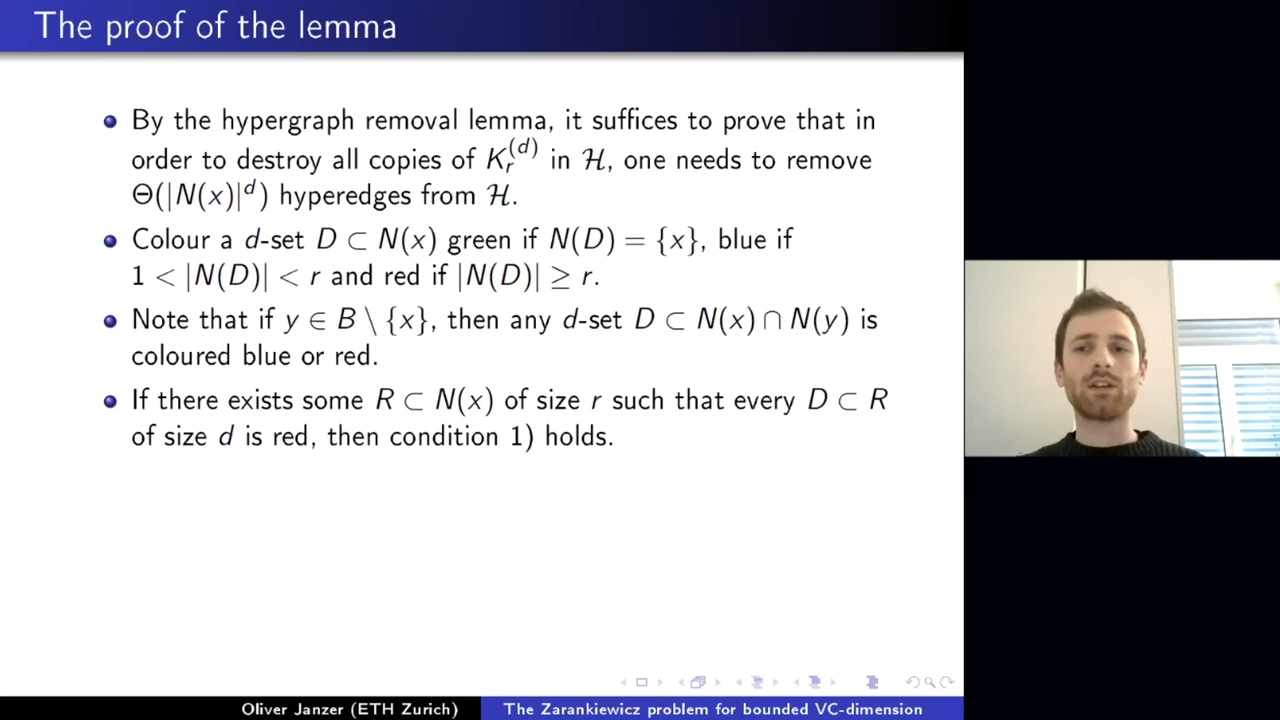 The proof of the lemma
By the hypergraph removal lemma, it suffices to prove that in
order to destroy all copies of K_r^{(d)} in ℋ, one needs to remove
Θ(|N(x)|^d) hyperedges from ℋ.
Colour a d-set D ⊂ N(x) green if N(D) = {x}, blue if
1 < |N(D)| < r and red if |N(D)| ≥ r.
Note that if y ∈ B \ {x}, then any d-set D ⊂ N(x) ∩ N(y) is
coloured blue or red.
If there exists some R ⊂ N(x) of size r such that every D ⊂ R
of size d is red, then condition 1) holds.
Oliver Janzer (ETH Zurich) The Zarankiewicz problem for bounded VC-dimension